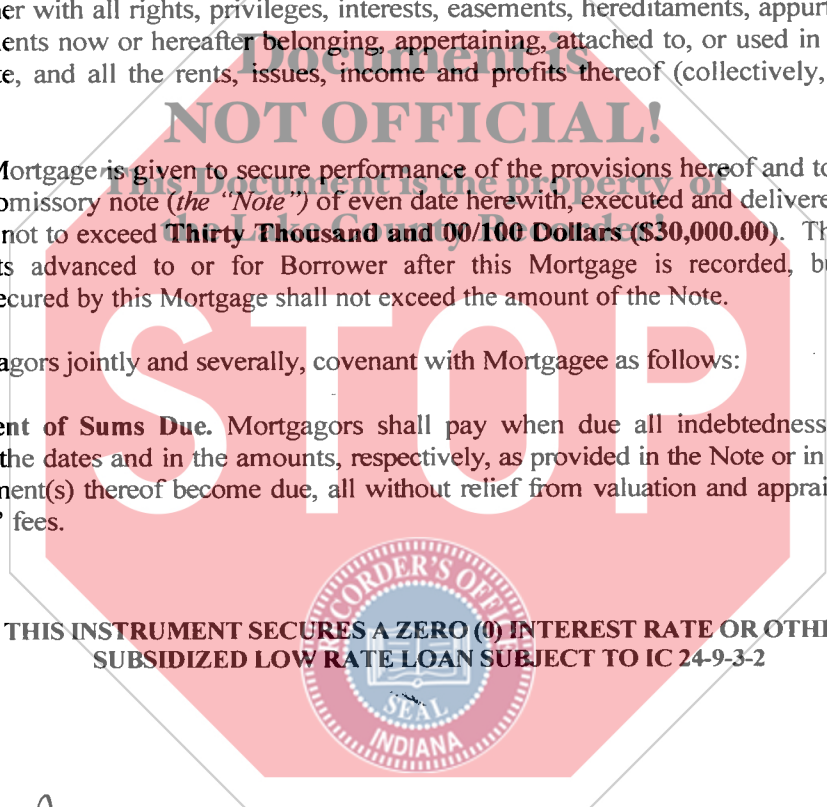 er with all rights, privileges, interests, easements, hereditaments, appurt
ents now or hereafter belonging, appertaining, attached to, or used in
te, and all the rents, issues, income and profits thereof (collectively,
Document is
NOT OFFICIAL!
This Document is the property of
the Lake County Recorder!
Mortgage is given to secure performance of the provisions hereof and to
omissory note (the "Note") of even date herewith, executed and delivere
not to exceed Thirty Thousand and 00/100 Dollars ($30,000.00). Th
ts advanced to or for Borrower after this Mortgage is recorded, bu
ecured by this Mortgage shall not exceed the amount of the Note.
STOP
agors jointly and severally, covenant with Mortgagee as follows:
ent of Sums Due. Mortgagors shall pay when due all indebtedness
the dates and in the amounts, respectively, as provided in the Note or in
ment(s) thereof become due, all without relief from valuation and apprai
' fees.
THIS INSTRUMENT SECURES A ZERO (0) INTEREST RATE OR OTHE
SUBSIDIZED LOW RATE LOAN SUBJECT TO IC 24-9-3-2
RECORDER'S OFFICE
SEAL
INDIANA